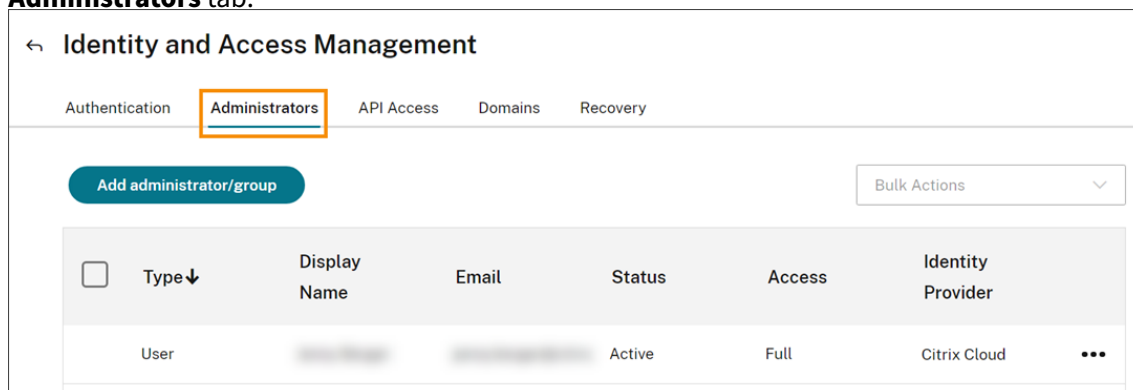 Administrators tab.
Identity and Access Management
Authentication Administrators API Access Domains Recovery
Add administrator/group Bulk Actions
Type Display Name Email Status Access Identity Provider
User Active Full Citrix Cloud